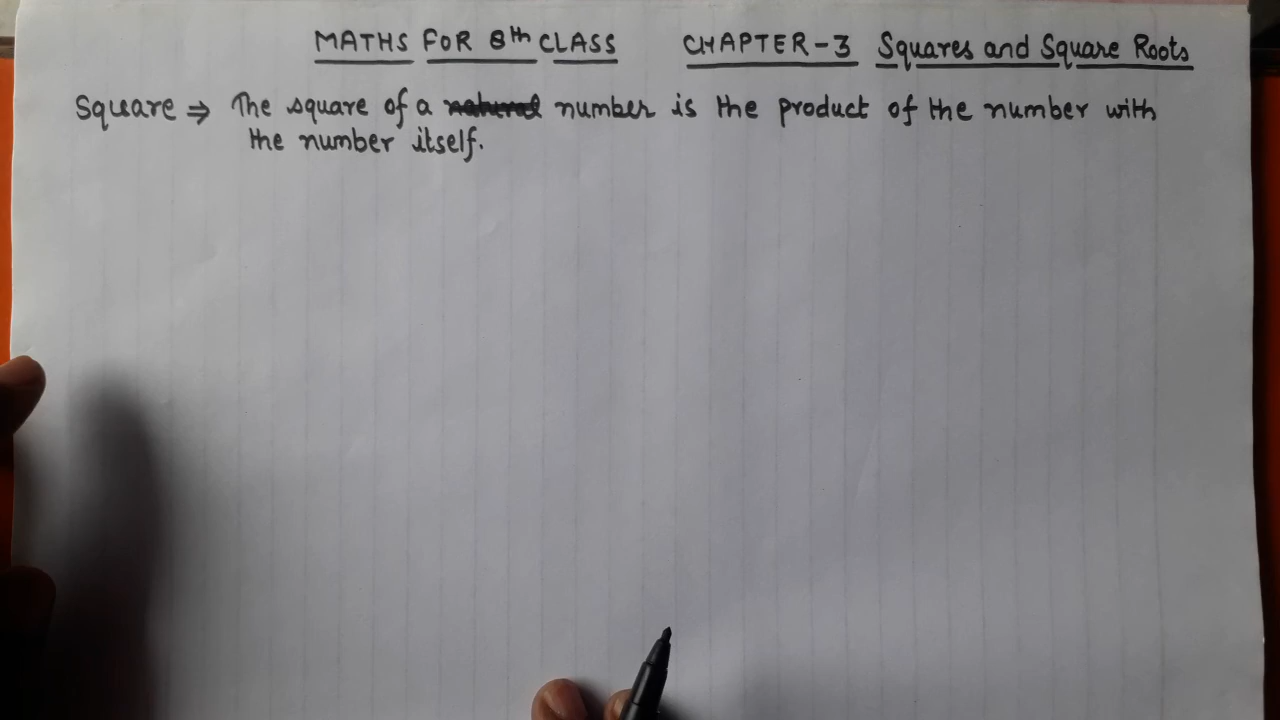 MATHS FOR 8th CLASS CHAPTER-3 Squares and Square Roots
Square ⇒ The square of a natural number is the product of the number with
the number itself.